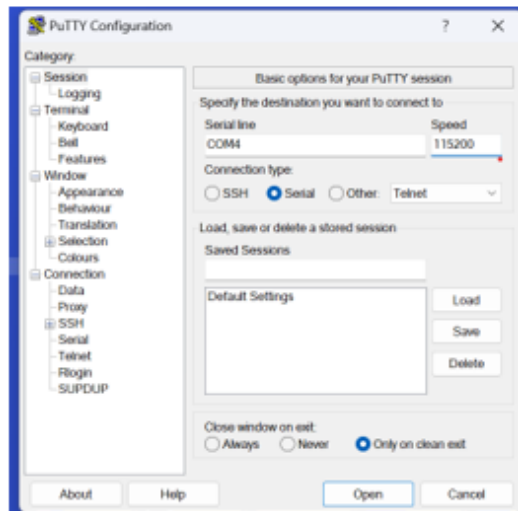 PuTTY Configuration
?
Category:
Session
Logging
Terminal
Keyboard
Bell
Features
Window
Appearance
Behaviour
Translation
Selection
Colours
Connection
Data
Proxy
SSH
Serial
Telnet
Rlogin
SUPDUP
Basic options for your PuTTY session
Specify the destination you want to connect to
Serial line Speed
COM4 115200
Connection type:
SSH Serial Other: Telnet
Load, save or delete a stored session
Saved Sessions
Default Settings
Load
Save
Delete
Close window on exit:
Always Never Only on clean exit
About Help Open Cancel